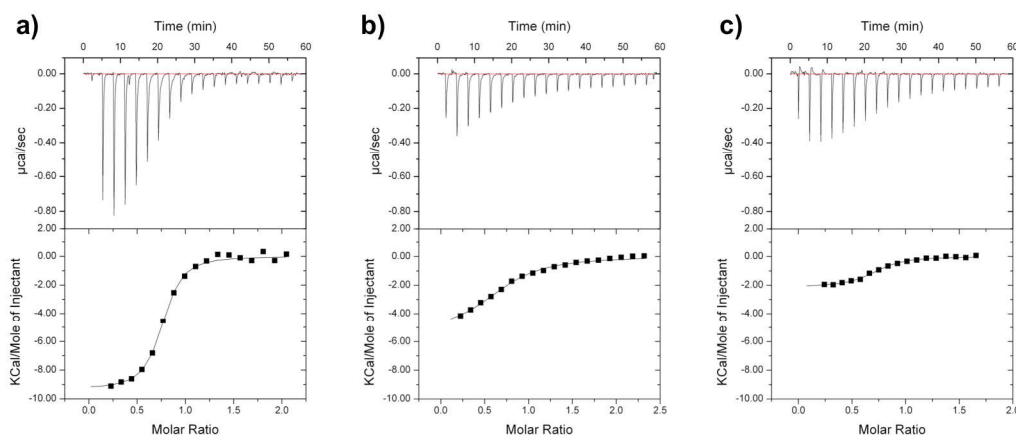 a)
Time (min)
0 10 20 30 40 50 60
0.00
-0.20
-0.40
-0.60
-0.80
µcal/sec
2.00
0.00
-2.00
-4.00
-6.00
-8.00
-10.00
KCal/Mole of Injectant
0.0 0.5 1.0 1.5 2.0
Molar Ratio
b)
Time (min)
0 10 20 30 40 50 60
0.00
-0.20
-0.40
-0.60
-0.80
µcal/sec
2.00
0.00
-2.00
-4.00
-6.00
-8.00
-10.00
KCal/Mole of Injectant
0.0 0.5 1.0 1.5 2.0 2.5
Molar Ratio
c)
Time (min)
0 10 20 30 40 50 60
0.00
-0.20
-0.40
-0.60
-0.80
µcal/sec
2.00
0.00
-2.00
-4.00
-6.00
-8.00
-10.00
KCal/Mole of Injectant
0.0 0.5 1.0 1.5 2.0
Molar Ratio